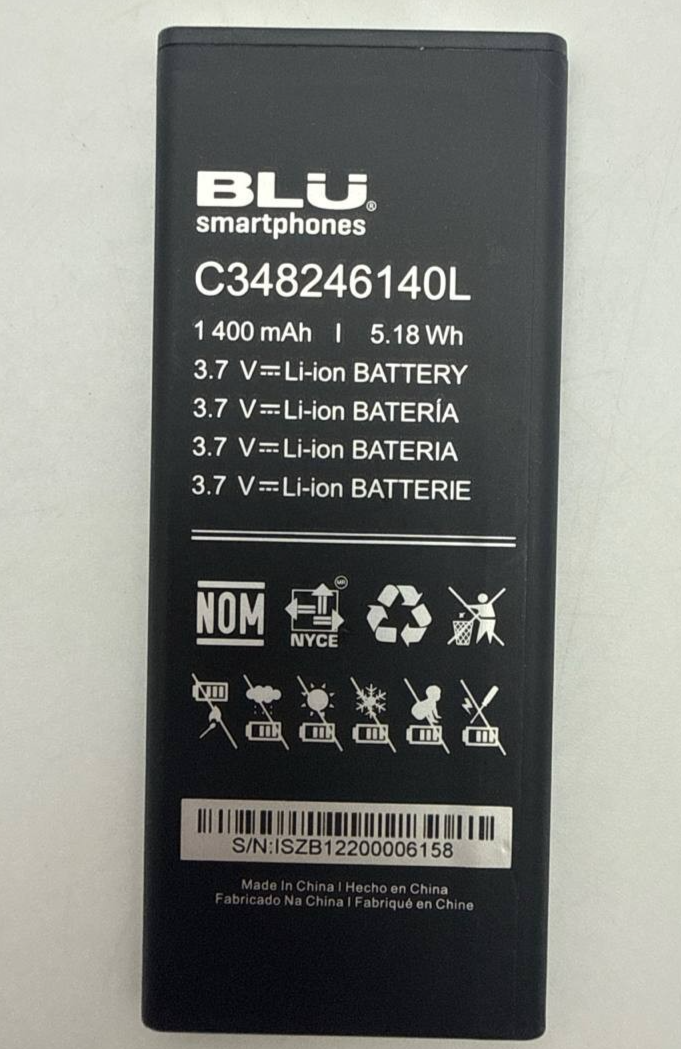 BLU®
smartphones
C348246140L
1 400 mAh I 5.18 Wh
3.7 V⎓Li-ion BATTERY
3.7 V⎓Li-ion BATERÍA
3.7 V⎓Li-ion BATERIA
3.7 V⎓Li-ion BATTERIE
NOM
MR
NYCE
S/N:ISZB12200006158
Made In China I Hecho en China
Fabricado Na China I Fabriqué en Chine